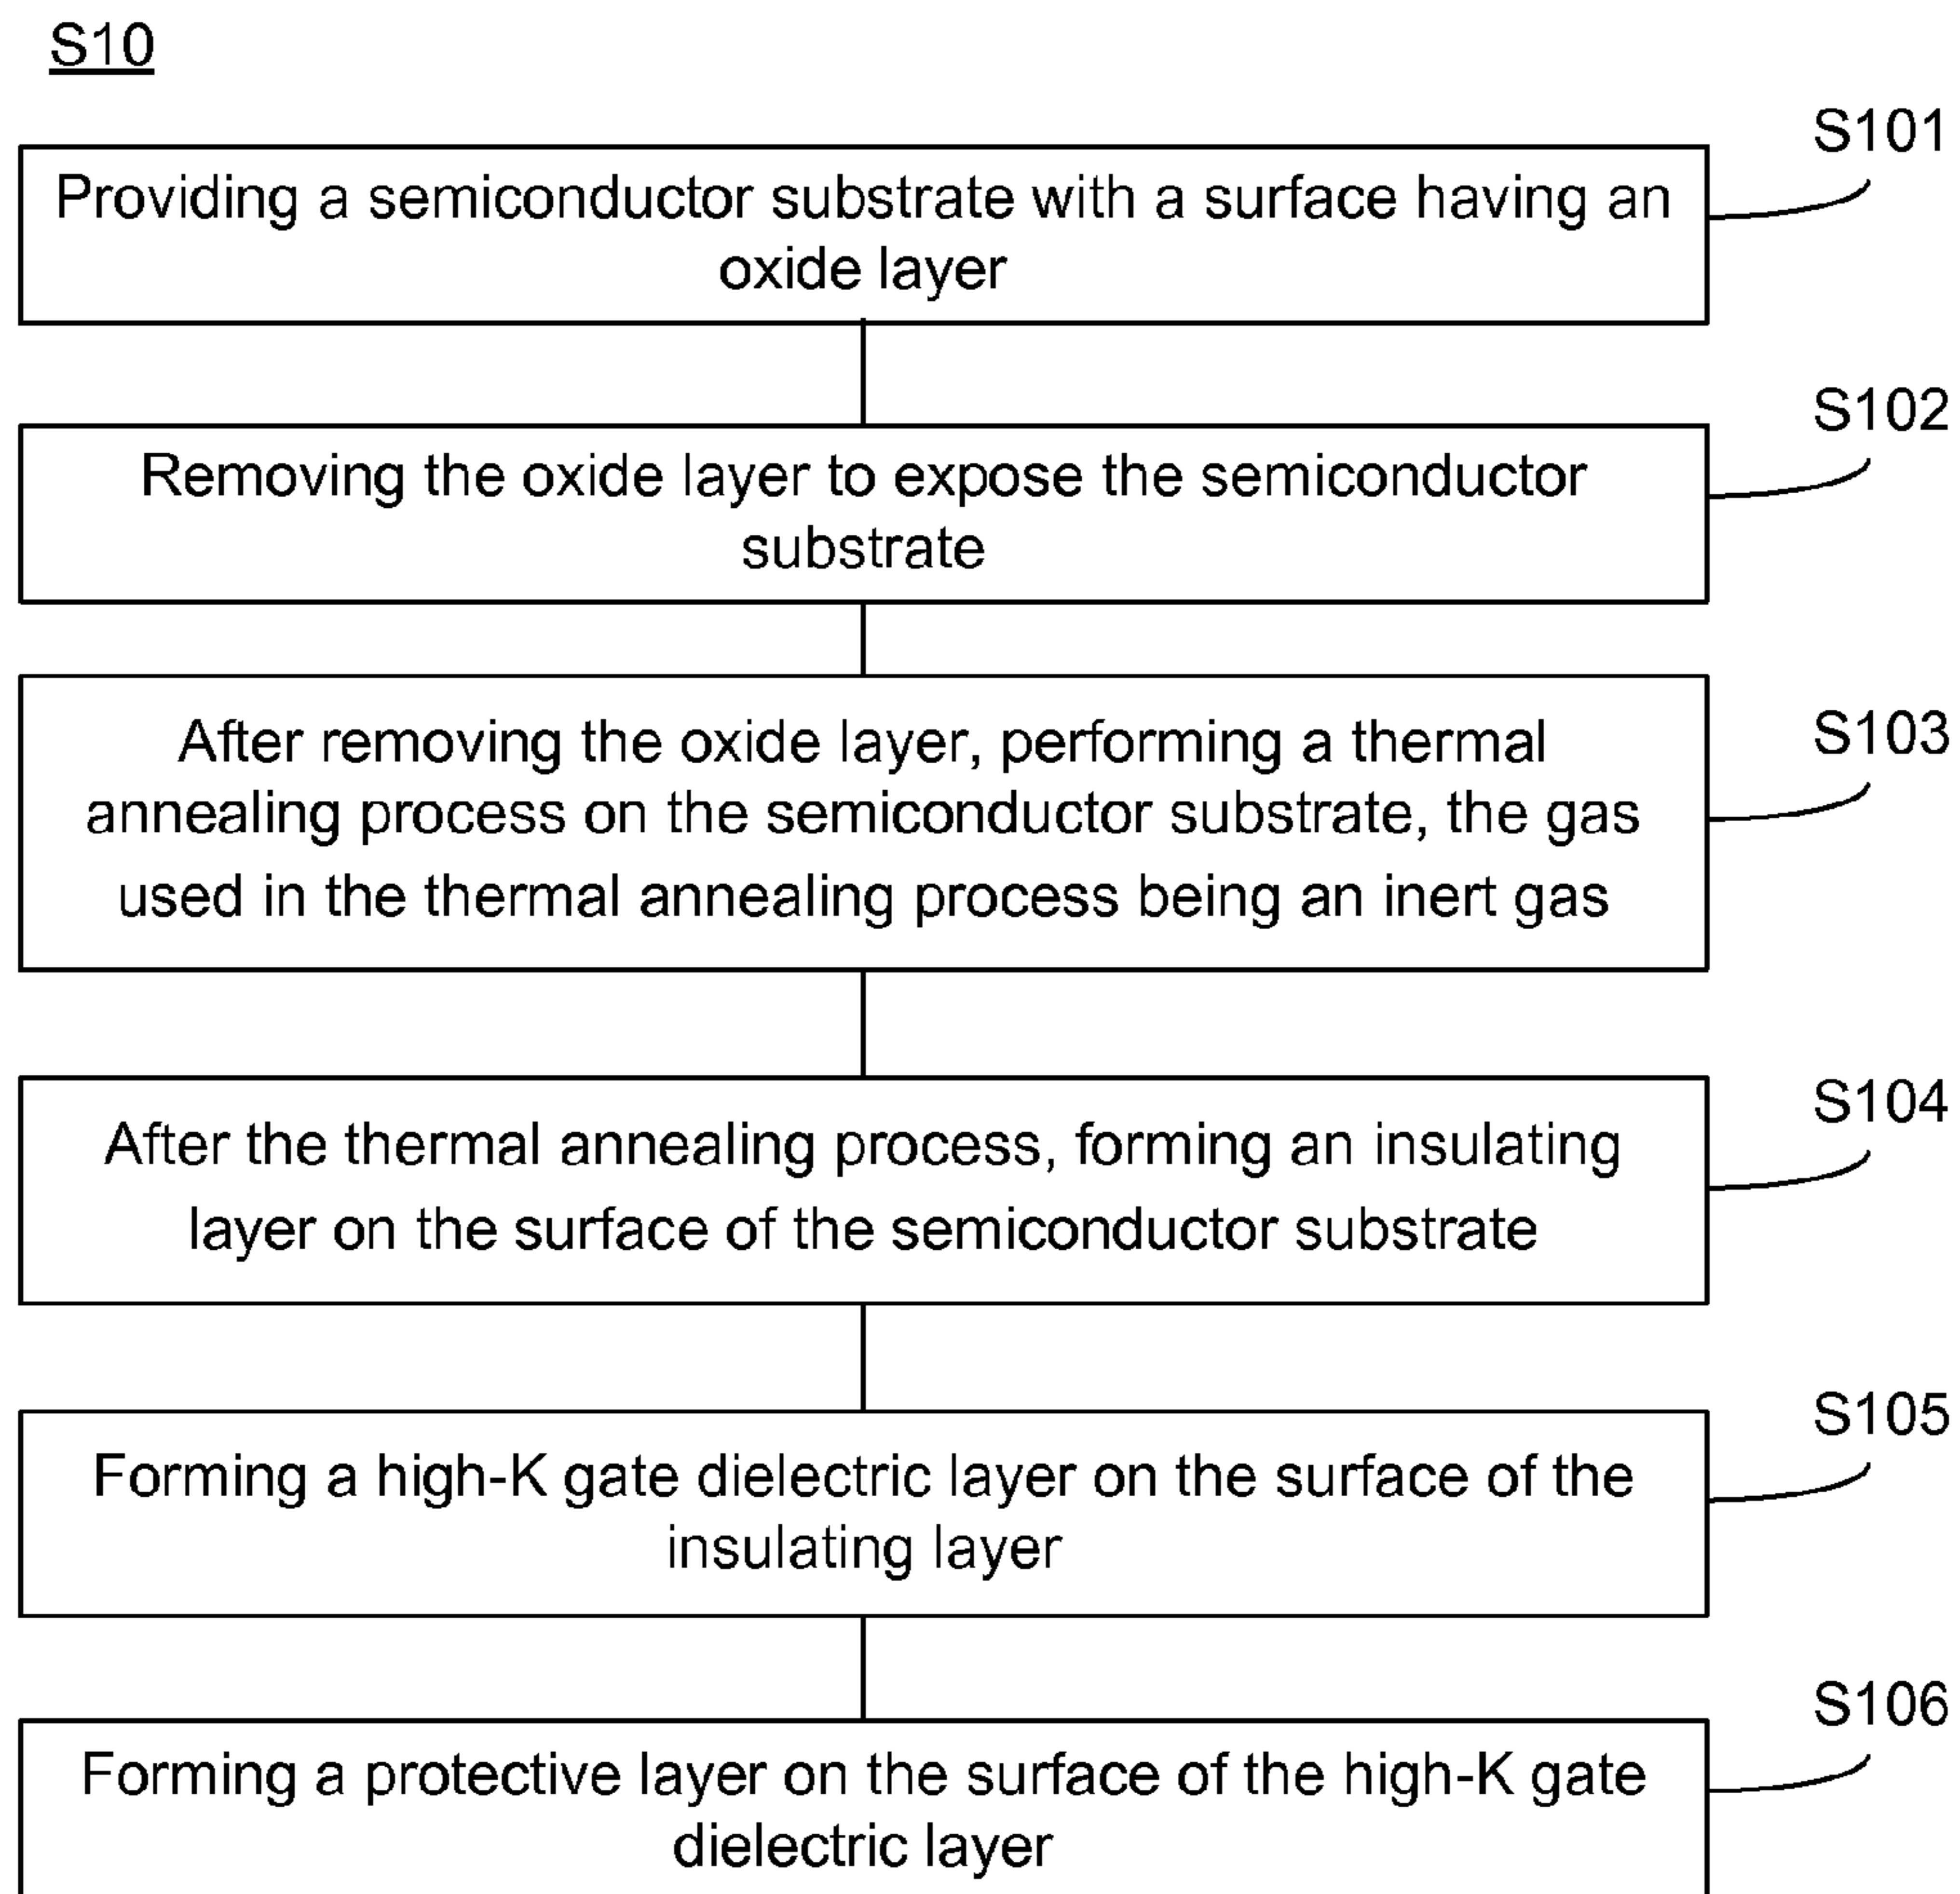 S10
S101
Providing a semiconductor substrate with a surface having an
oxide layer
S102
Removing the oxide layer to expose the semiconductor
substrate
S103
After removing the oxide layer, performing a thermal
annealing process on the semiconductor substrate, the gas
used in the thermal annealing process being an inert gas
S104
After the thermal annealing process, forming an insulating
layer on the surface of the semiconductor substrate
S105
Forming a high-K gate dielectric layer on the surface of the
insulating layer
S106
Forming a protective layer on the surface of the high-K gate
dielectric layer